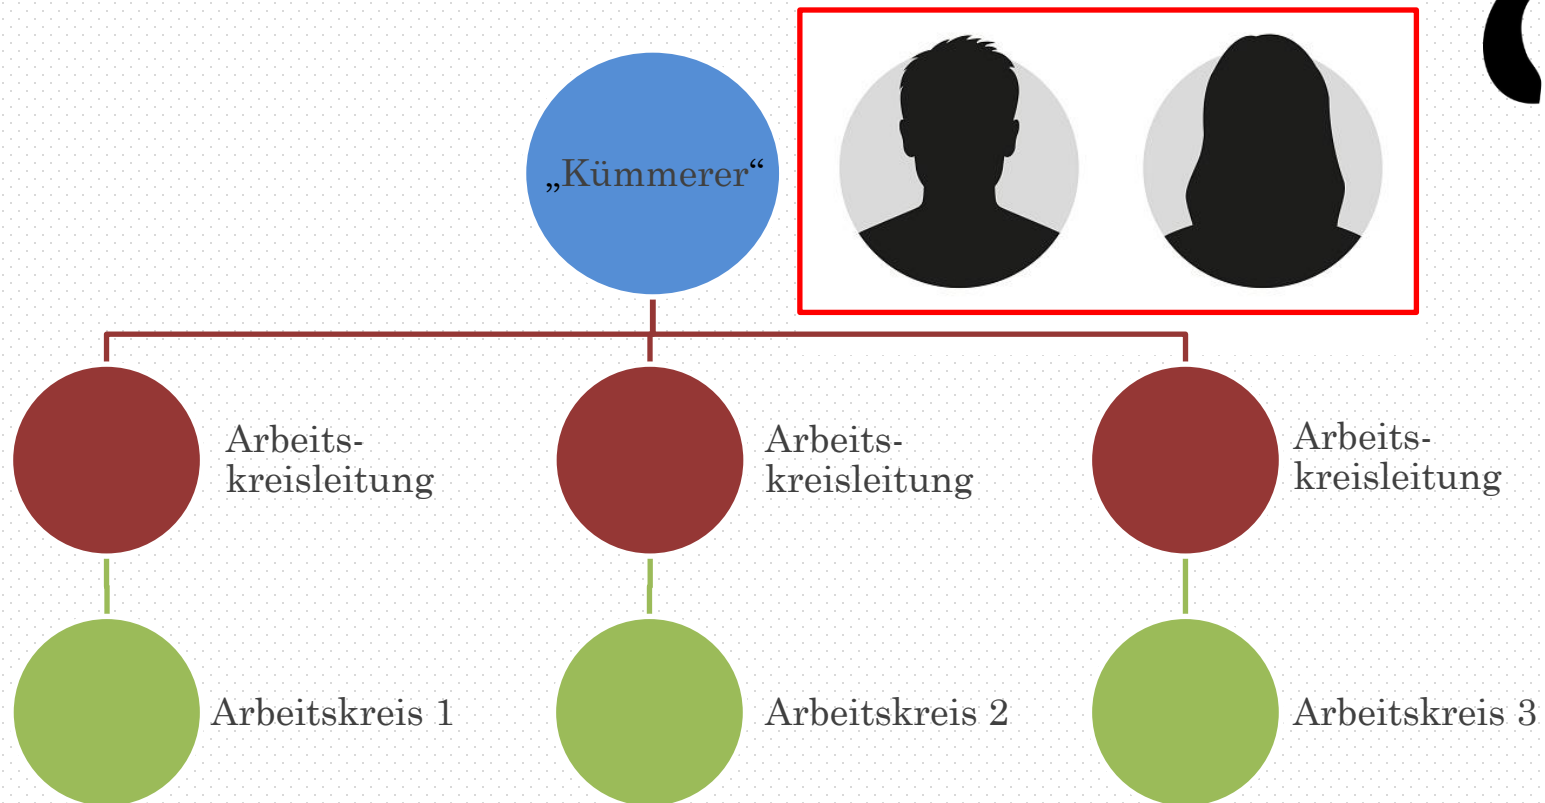 „Kümmerer“
Arbeits-
kreisleitung
Arbeits-
kreisleitung
Arbeits-
kreisleitung
Arbeitskreis 1
Arbeitskreis 2
Arbeitskreis 3